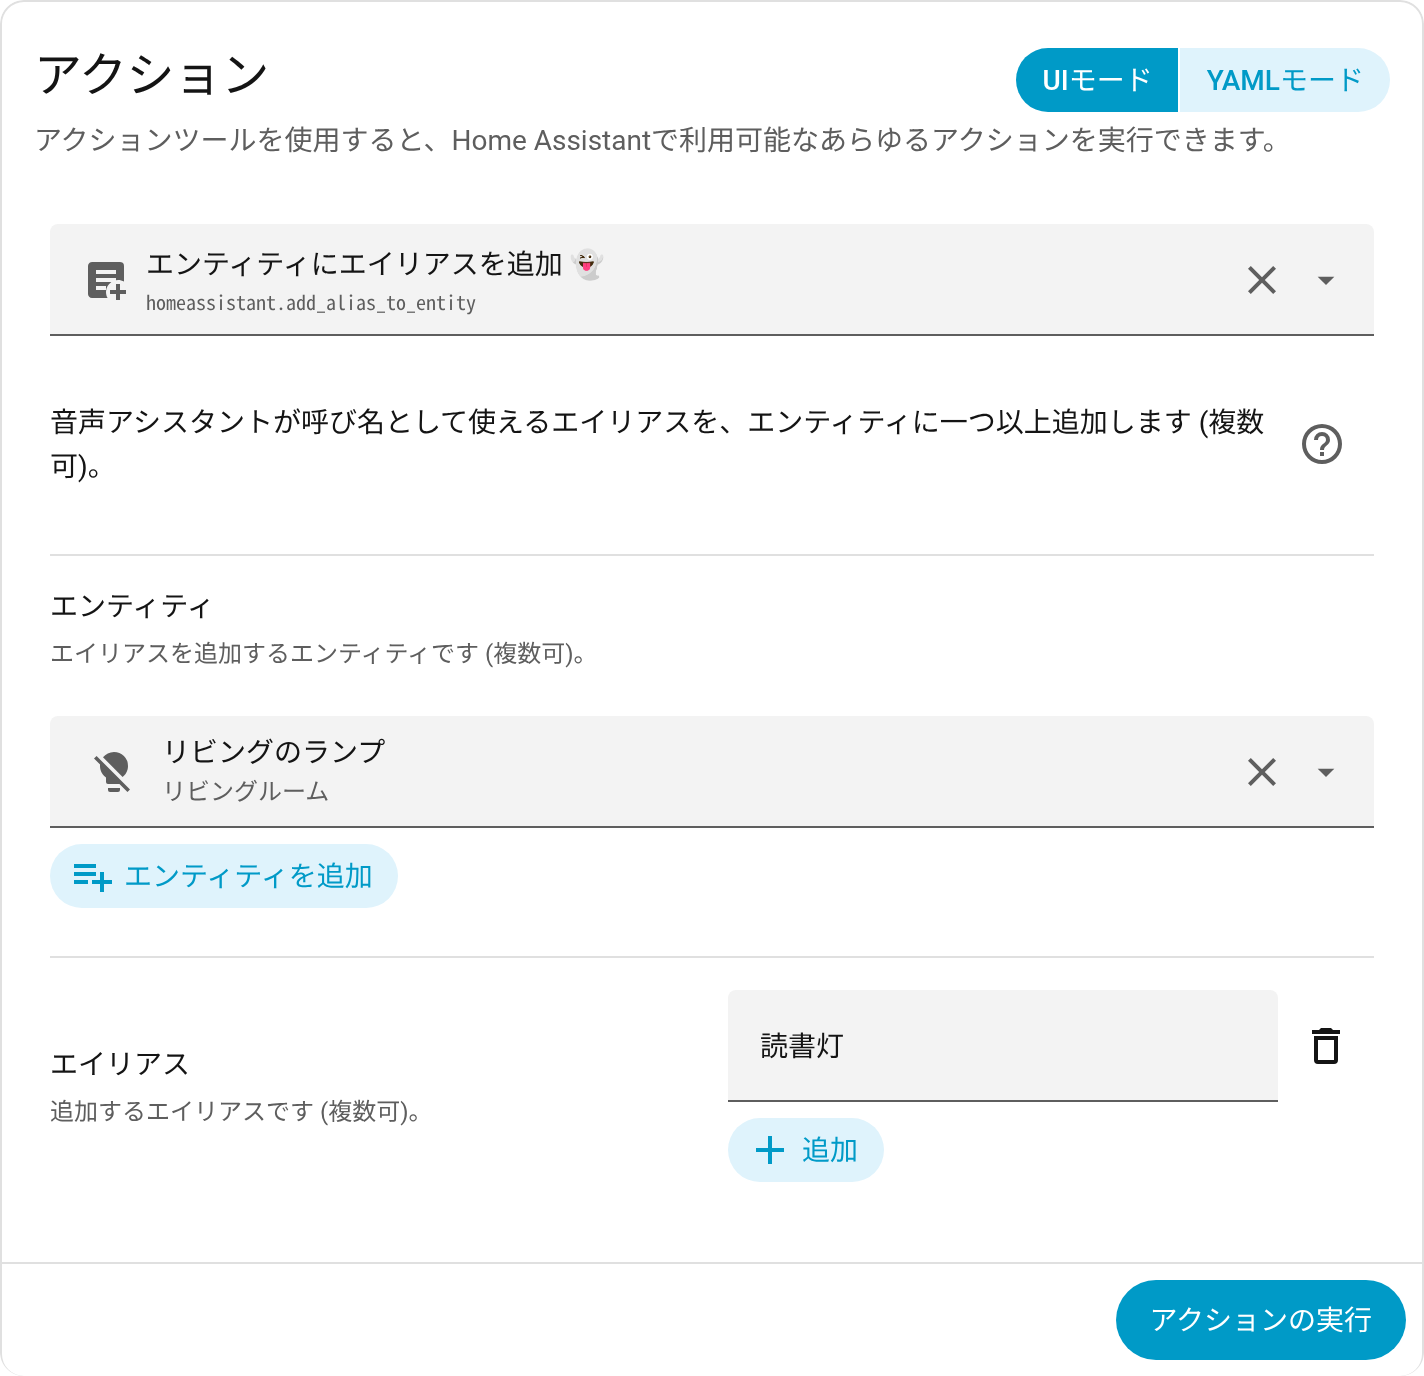 アクション
UIモード
YAMLモード
アクションツールを使用すると、Home Assistantで利用可能なあらゆるアクションを実行できます。
エンティティにエイリアスを追加 👻
homeassistant.add_alias_to_entity
音声アシスタントが呼び名として使えるエイリアスを、エンティティに一つ以上追加します (複数
可)。
エンティティ
エイリアスを追加するエンティティです (複数可)。
リビングのランプ
リビングルーム
エンティティを追加
エイリアス
追加するエイリアスです (複数可)。
読書灯
追加
アクションの実行